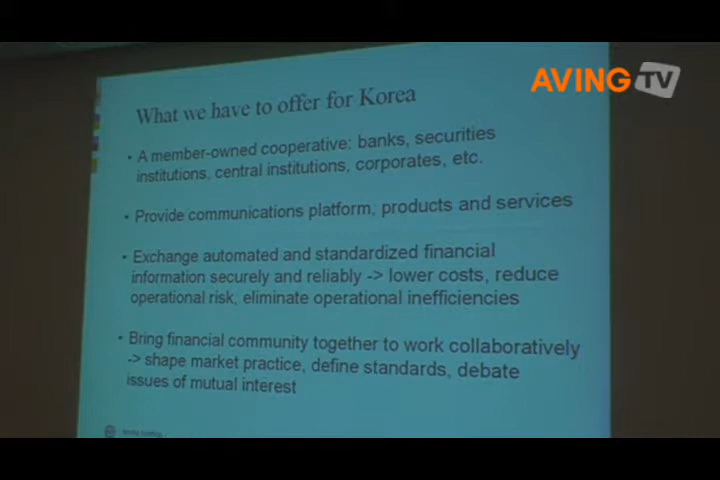 AVING TV
What we have to offer for Korea
• A member-owned cooperative: banks, securities
institutions, central institutions, corporates, etc.
• Provide communications platform, products and services
• Exchange automated and standardized financial
information securely and reliably -> lower costs, reduce
operational risk, eliminate operational inefficiencies
• Bring financial community together to work collaboratively
-> shape market practice, define standards, debate
issues of mutual interest